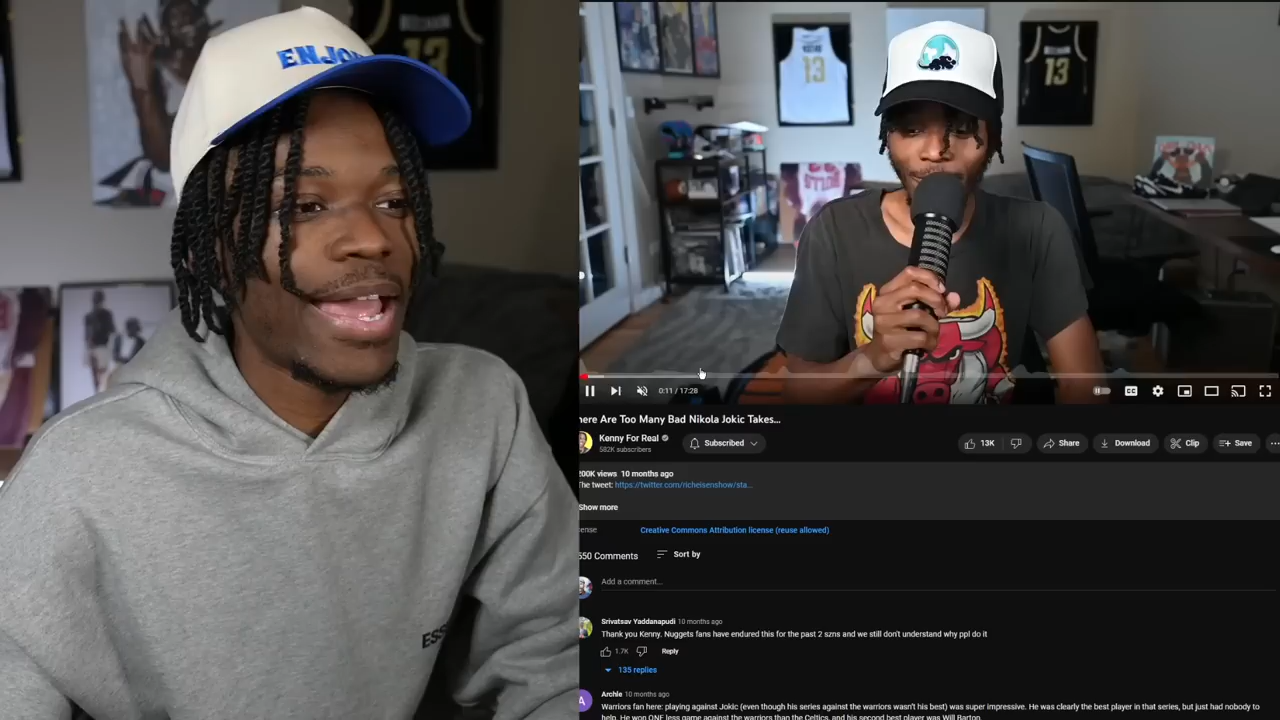 ENJOY
13
13
BULLS
ESS
0:11 / 17:28
here Are Too Many Bad Nikola Jokic Takes...
Kenny For Real
582K subscribers
Subscribed
13K
Share
Download
Clip
Save
200K views 10 months ago
The tweet: https://twitter.com/richeisenshow/sta...
Show more
ense
Creative Commons Attribution license (reuse allowed)
550 Comments
Sort by
Add a comment...
Srivatsav Yaddanapudi 10 months ago
Thank you Kenny. Nuggets fans have endured this for the past 2 szns and we still don't understand why ppl do it
1.7K
Reply
135 replies
A
Archle 10 months ago
Warriors fan here: playing against Jokic (even though his series against the warriors wasn't his best) was super impressive. He was clearly the best player in that series, but just had nobody to
help. He won ONE less game against the warriors than the Celtics, and his second best player was Will Barton.